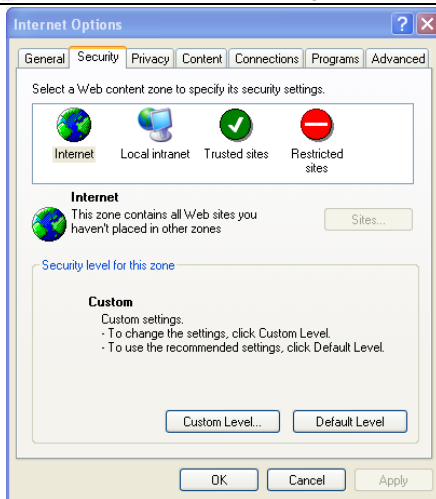 Internet Options
General Security Privacy Content Connections Programs Advanced
Select a Web content zone to specify its security settings.
Internet Local intranet Trusted sites Restricted sites
Internet
This zone contains all Web sites you
haven't placed in other zones
Sites...
Security level for this zone
Custom
Custom settings.
- To change the settings, click Custom Level.
- To use the recommended settings, click Default Level.
Custom Level... Default Level
OK Cancel Apply